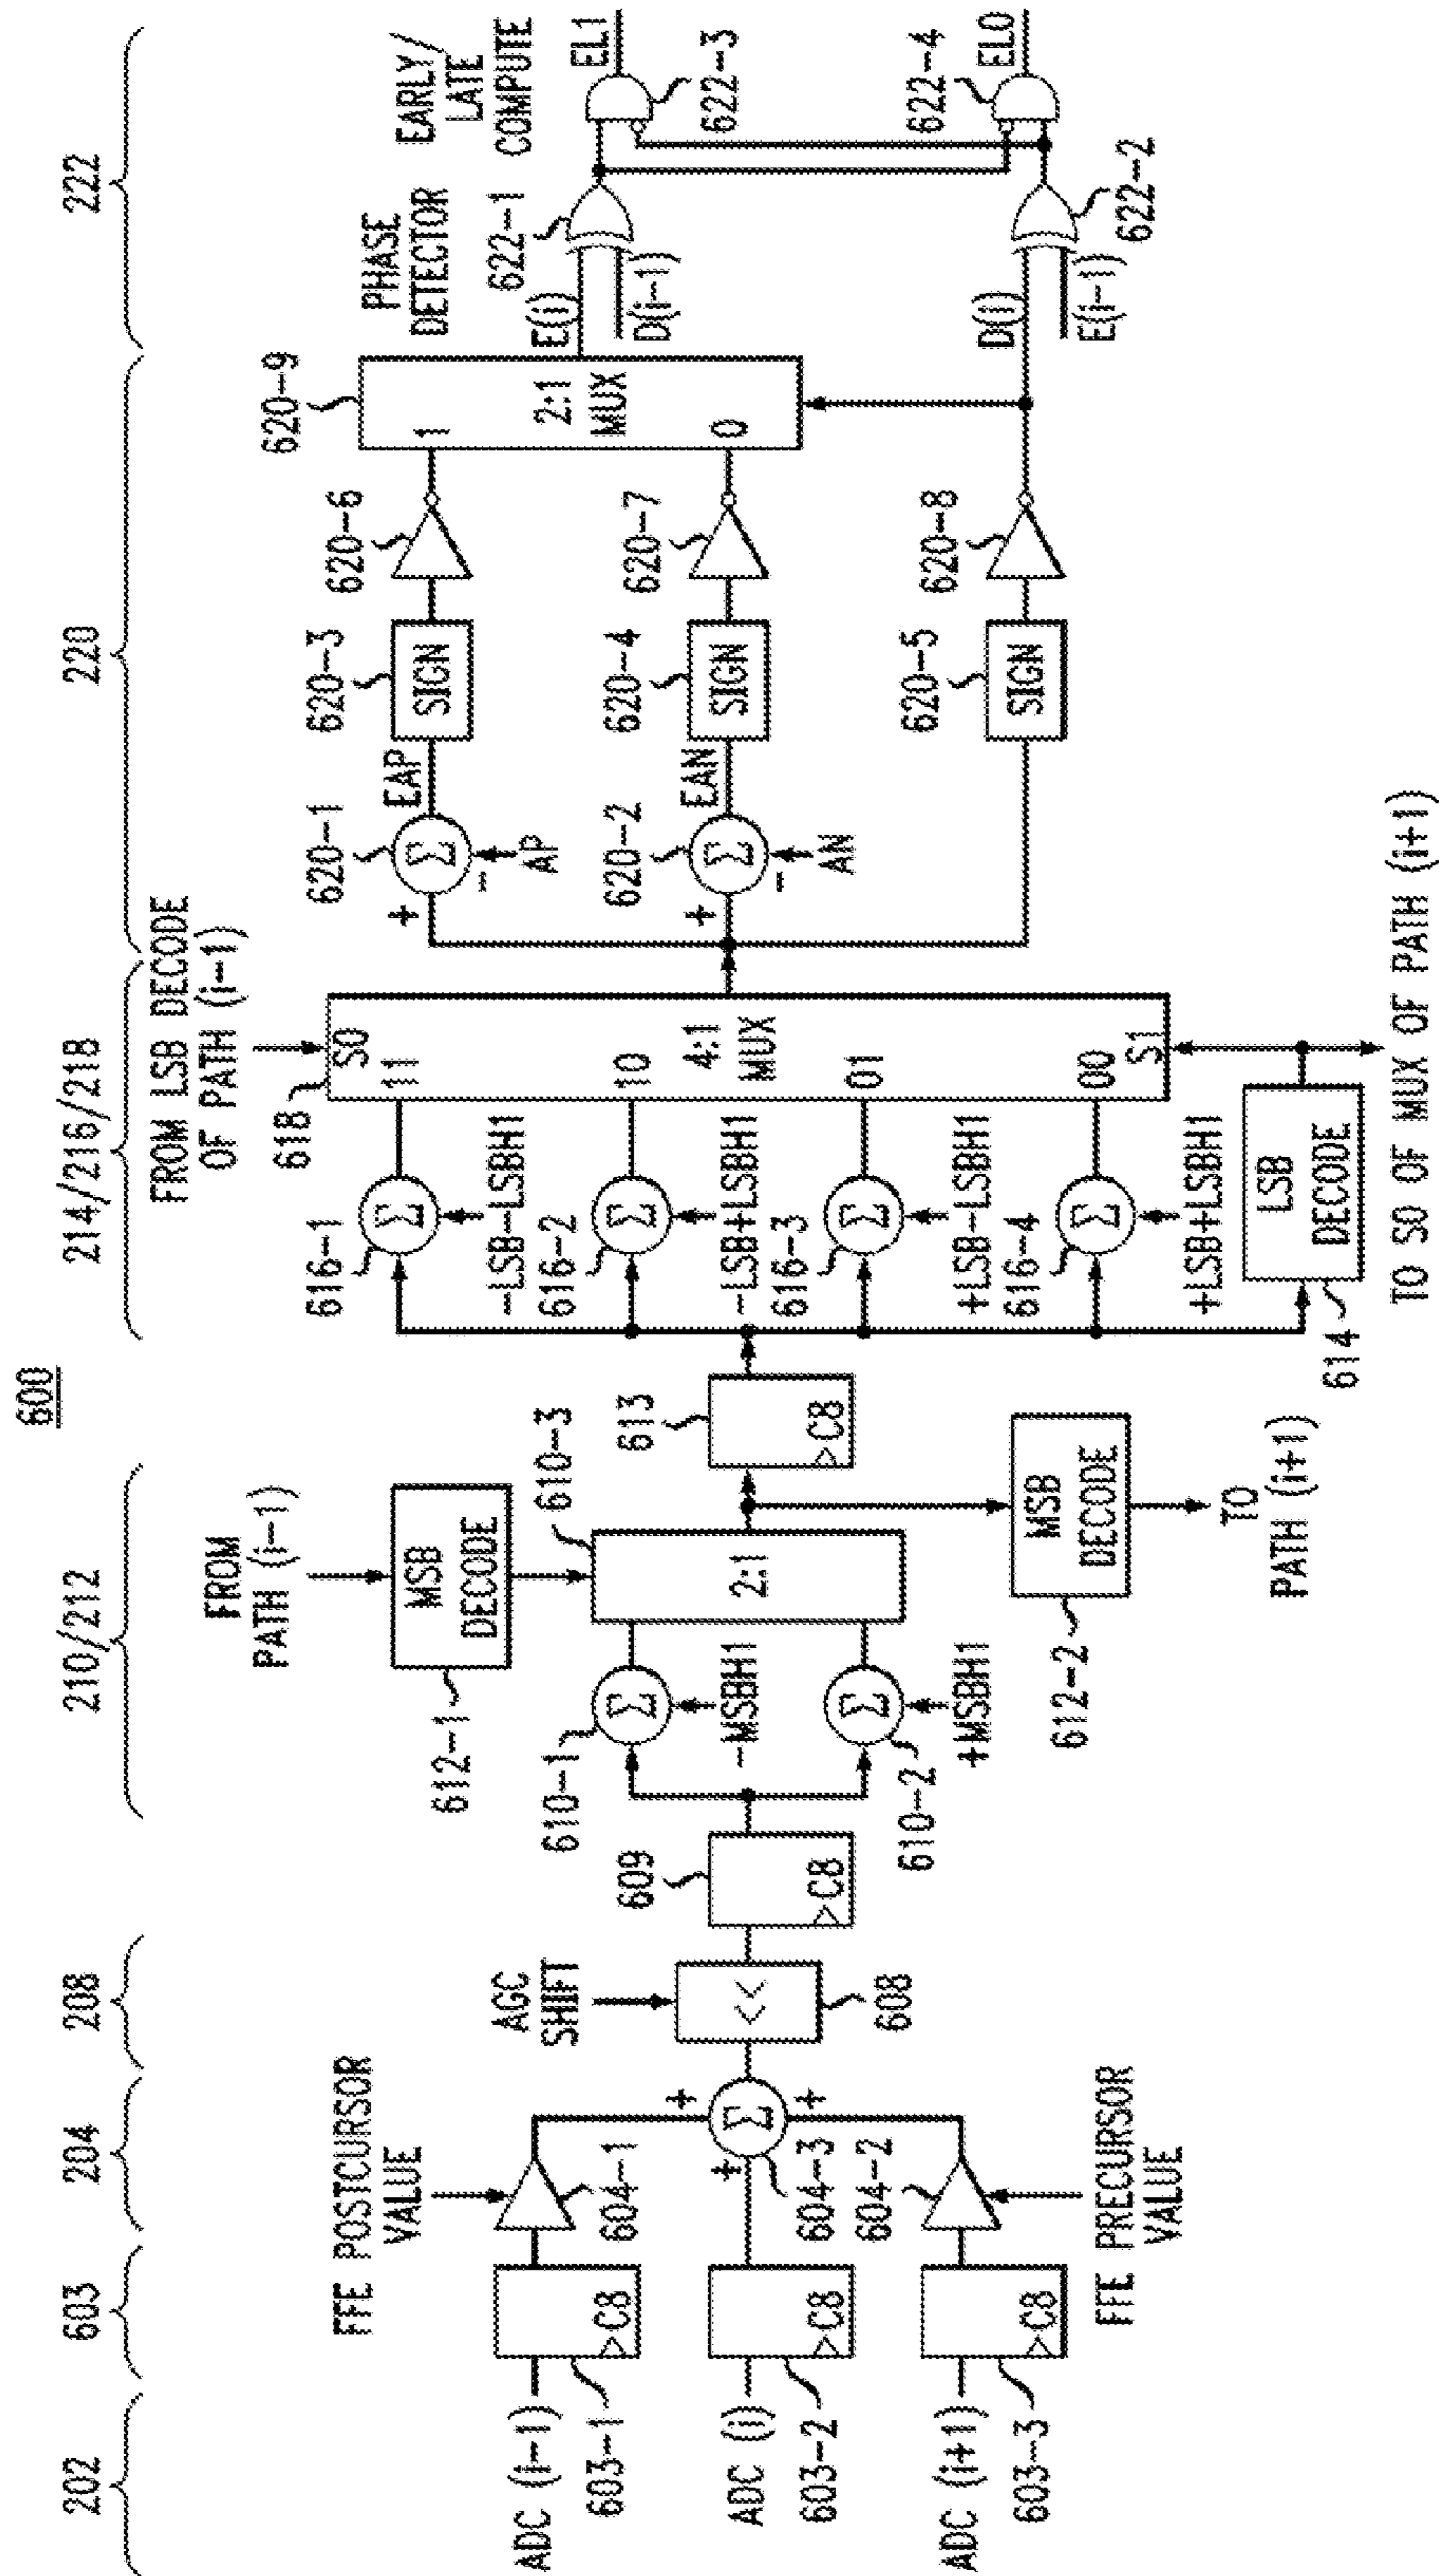 600
202
603
204
208
210/212
214/216/218
220
222
ADC (i-1)
603-1
>C8
ADC (i)
603-2
>C8
ADC (i+1)
603-3
>C8
FFE POSTCURSOR
VALUE
604-1
+
+
+
Σ
604-3
604-2
FFE PRECURSOR
VALUE
AGC
SHIFT
<<
608
609
>C8
FROM
PATH (i-1)
MSB
DECODE
612-1
610-1
Σ
-MSBH1
610-2
Σ
+MSBH1
610-3
2:1
612-2
MSB
DECODE
TO
PATH (i+1)
613
>C8
FROM LSB DECODE
OF PATH (i-1)
616-1
Σ
-LSB-LSBH1
616-2
Σ
-LSB+LSBH1
616-3
Σ
+LSB-LSBH1
616-4
Σ
+LSB+LSBH1
614
LSB
DECODE
618
S0
11
10
4:1
MUX
01
00
S1
TO S0 OF MUX OF PATH (i+1)
620-1
+
Σ
-
AP
EAP
620-2
+
Σ
-
AN
EAN
620-3
SIGN
620-4
SIGN
620-5
SIGN
620-6
620-7
620-8
620-9
1
2:1
MUX
0
PHASE
DETECTOR
E(i)
D(i-1)
622-1
D(i)
E(i-1)
622-2
EARLY/
LATE
COMPUTE
EL1
622-3
622-4
EL0